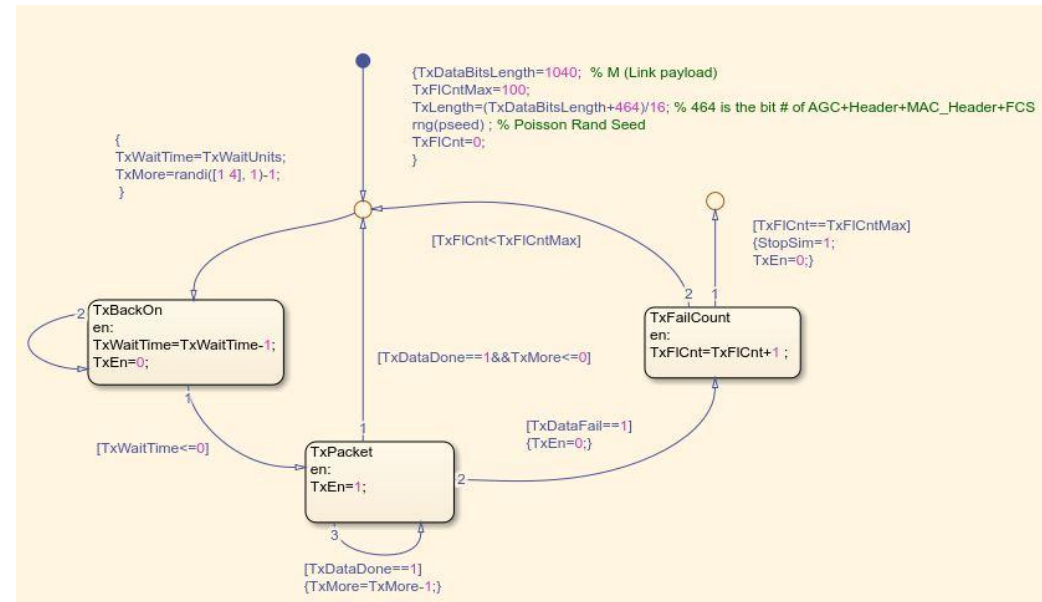 {TxDataBitsLength=1040;  % M (Link payload)
TxFlCntMax=100;
TxLength=(TxDataBitsLength+464)/16; % 464 is the bit # of AGC+Header+MAC_Header+FCS
rng(pseed) ; % Poisson Rand Seed
TxFlCnt=0;
}
{
TxWaitTime=TxWaitUnits;
TxMore=randi([1 4], 1)-1;
}
[TxFlCnt<TxFlCntMax]
[TxFlCnt==TxFlCntMax]
{StopSim=1;
TxEn=0;}
2
1
2
TxBackOn
en:
TxWaitTime=TxWaitTime-1;
TxEn=0;
1
TxFailCount
en:
TxFlCnt=TxFlCnt+1 ;
[TxDataDone==1&&TxMore<=0]
[TxWaitTime<=0]
[TxDataFail==1]
{TxEn=0;}
1
TxPacket
en:
TxEn=1;
2
3
[TxDataDone==1]
{TxMore=TxMore-1;}